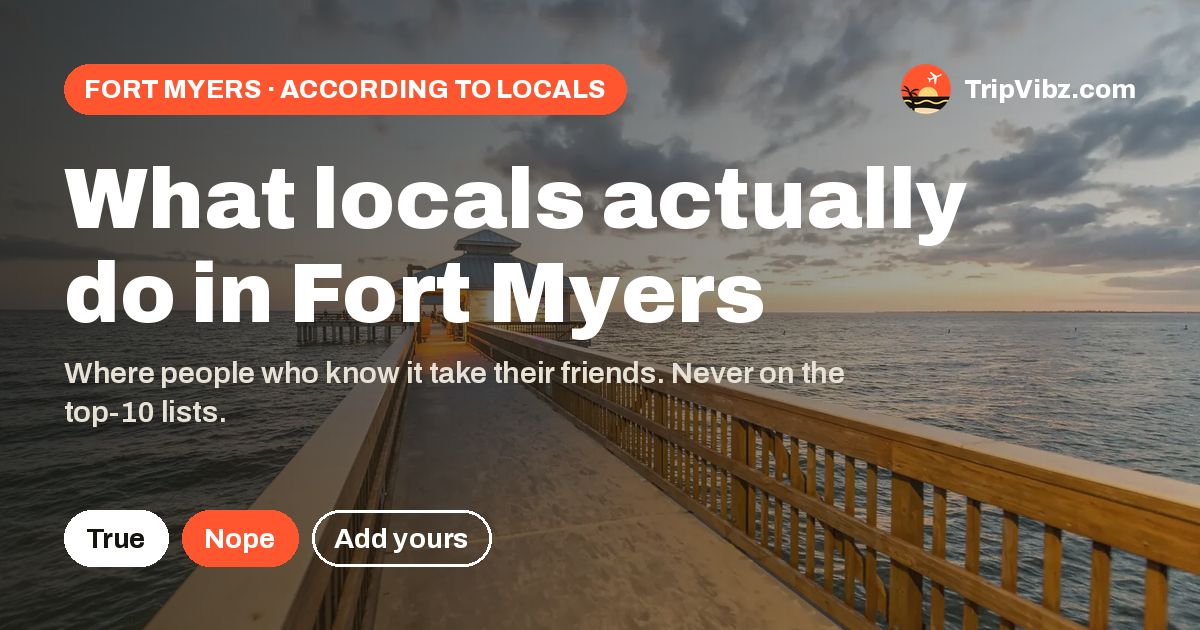 FORT MYERS · ACCORDING TO LOCALS
TripVibz.com
What locals actually
do in Fort Myers
Where people who know it take their friends. Never on the
top-10 lists.
True
Nope
Add yours